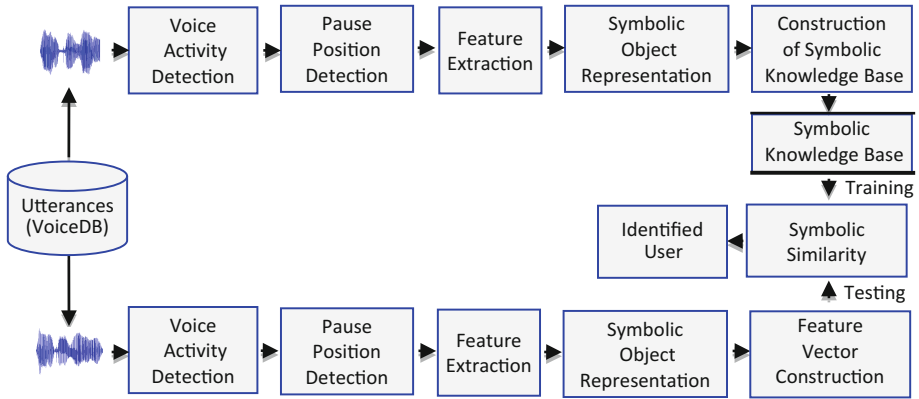 Voice
Activity
Detection
Pause
Position
Detection
Feature
Extraction
Symbolic
Object
Representation
Construction
of Symbolic
Knowledge Base
Symbolic
Knowledge Base
Training
Utterances
(VoiceDB)
Identified
User
Symbolic
Similarity
Testing
Voice
Activity
Detection
Pause
Position
Detection
Feature
Extraction
Symbolic
Object
Representation
Feature
Vector
Construction